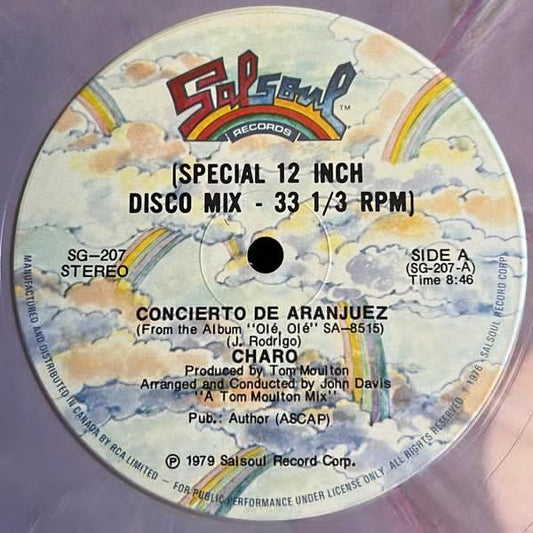 Salsoul
RECORDS
TM
(SPECIAL 12 INCH
DISCO MIX - 33 1/3 RPM)
SG-207
STEREO
SIDE A
(SG-207-A)
Time 8:46
CONCIERTO DE ARANJUEZ
(From the Album "Olé, Olé" SA-8515)
(J. Rodrigo)
CHARO
Produced by Tom Moulton
Arranged and Conducted by John Davis
"A Tom Moulton Mix"
Pub.: Author (ASCAP)
℗ 1979 Salsoul Record Corp.
MANUFACTURED AND DISTRIBUTED IN CANADA BY RCA LIMITED — FOR PUBLIC PERFORMANCE UNDER LICENSE ONLY. ALL RIGHTS RESERVED • 1976 • SALSOUL RECORD CORP.